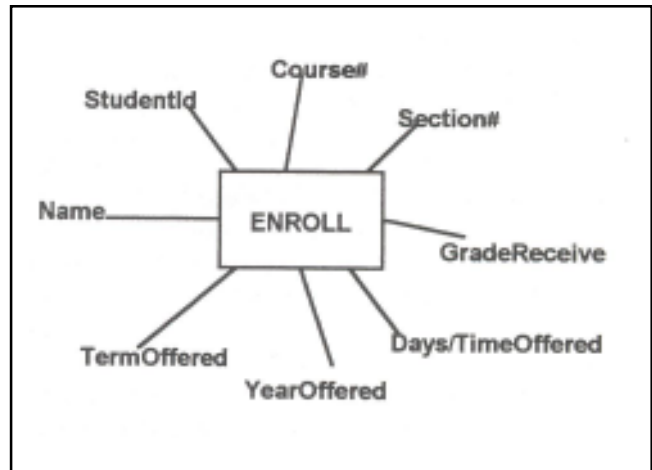 Course#
StudentId
Section#
Name
ENROLL
GradeReceive
Days/TimeOffered
TermOffered
YearOffered